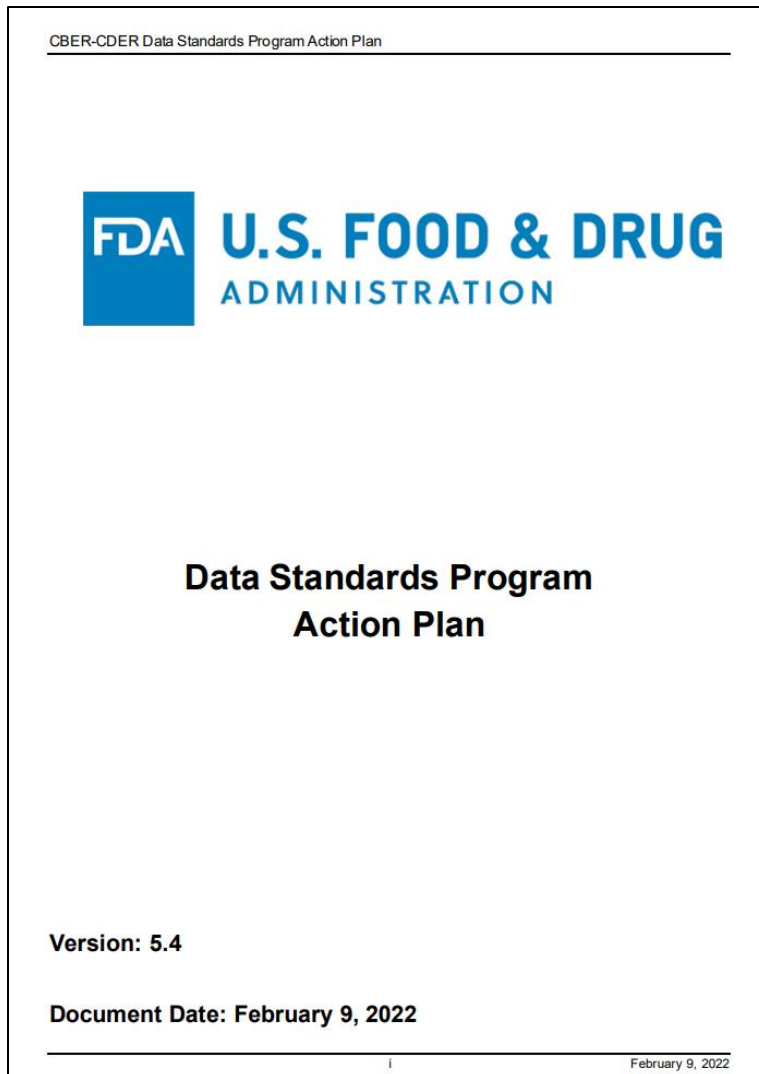 CBER-CDER Data Standards Program Action Plan
FDA
U.S. FOOD & DRUG
ADMINISTRATION
Data Standards Program
Action Plan
Version: 5.4
Document Date: February 9, 2022
i
February 9, 2022